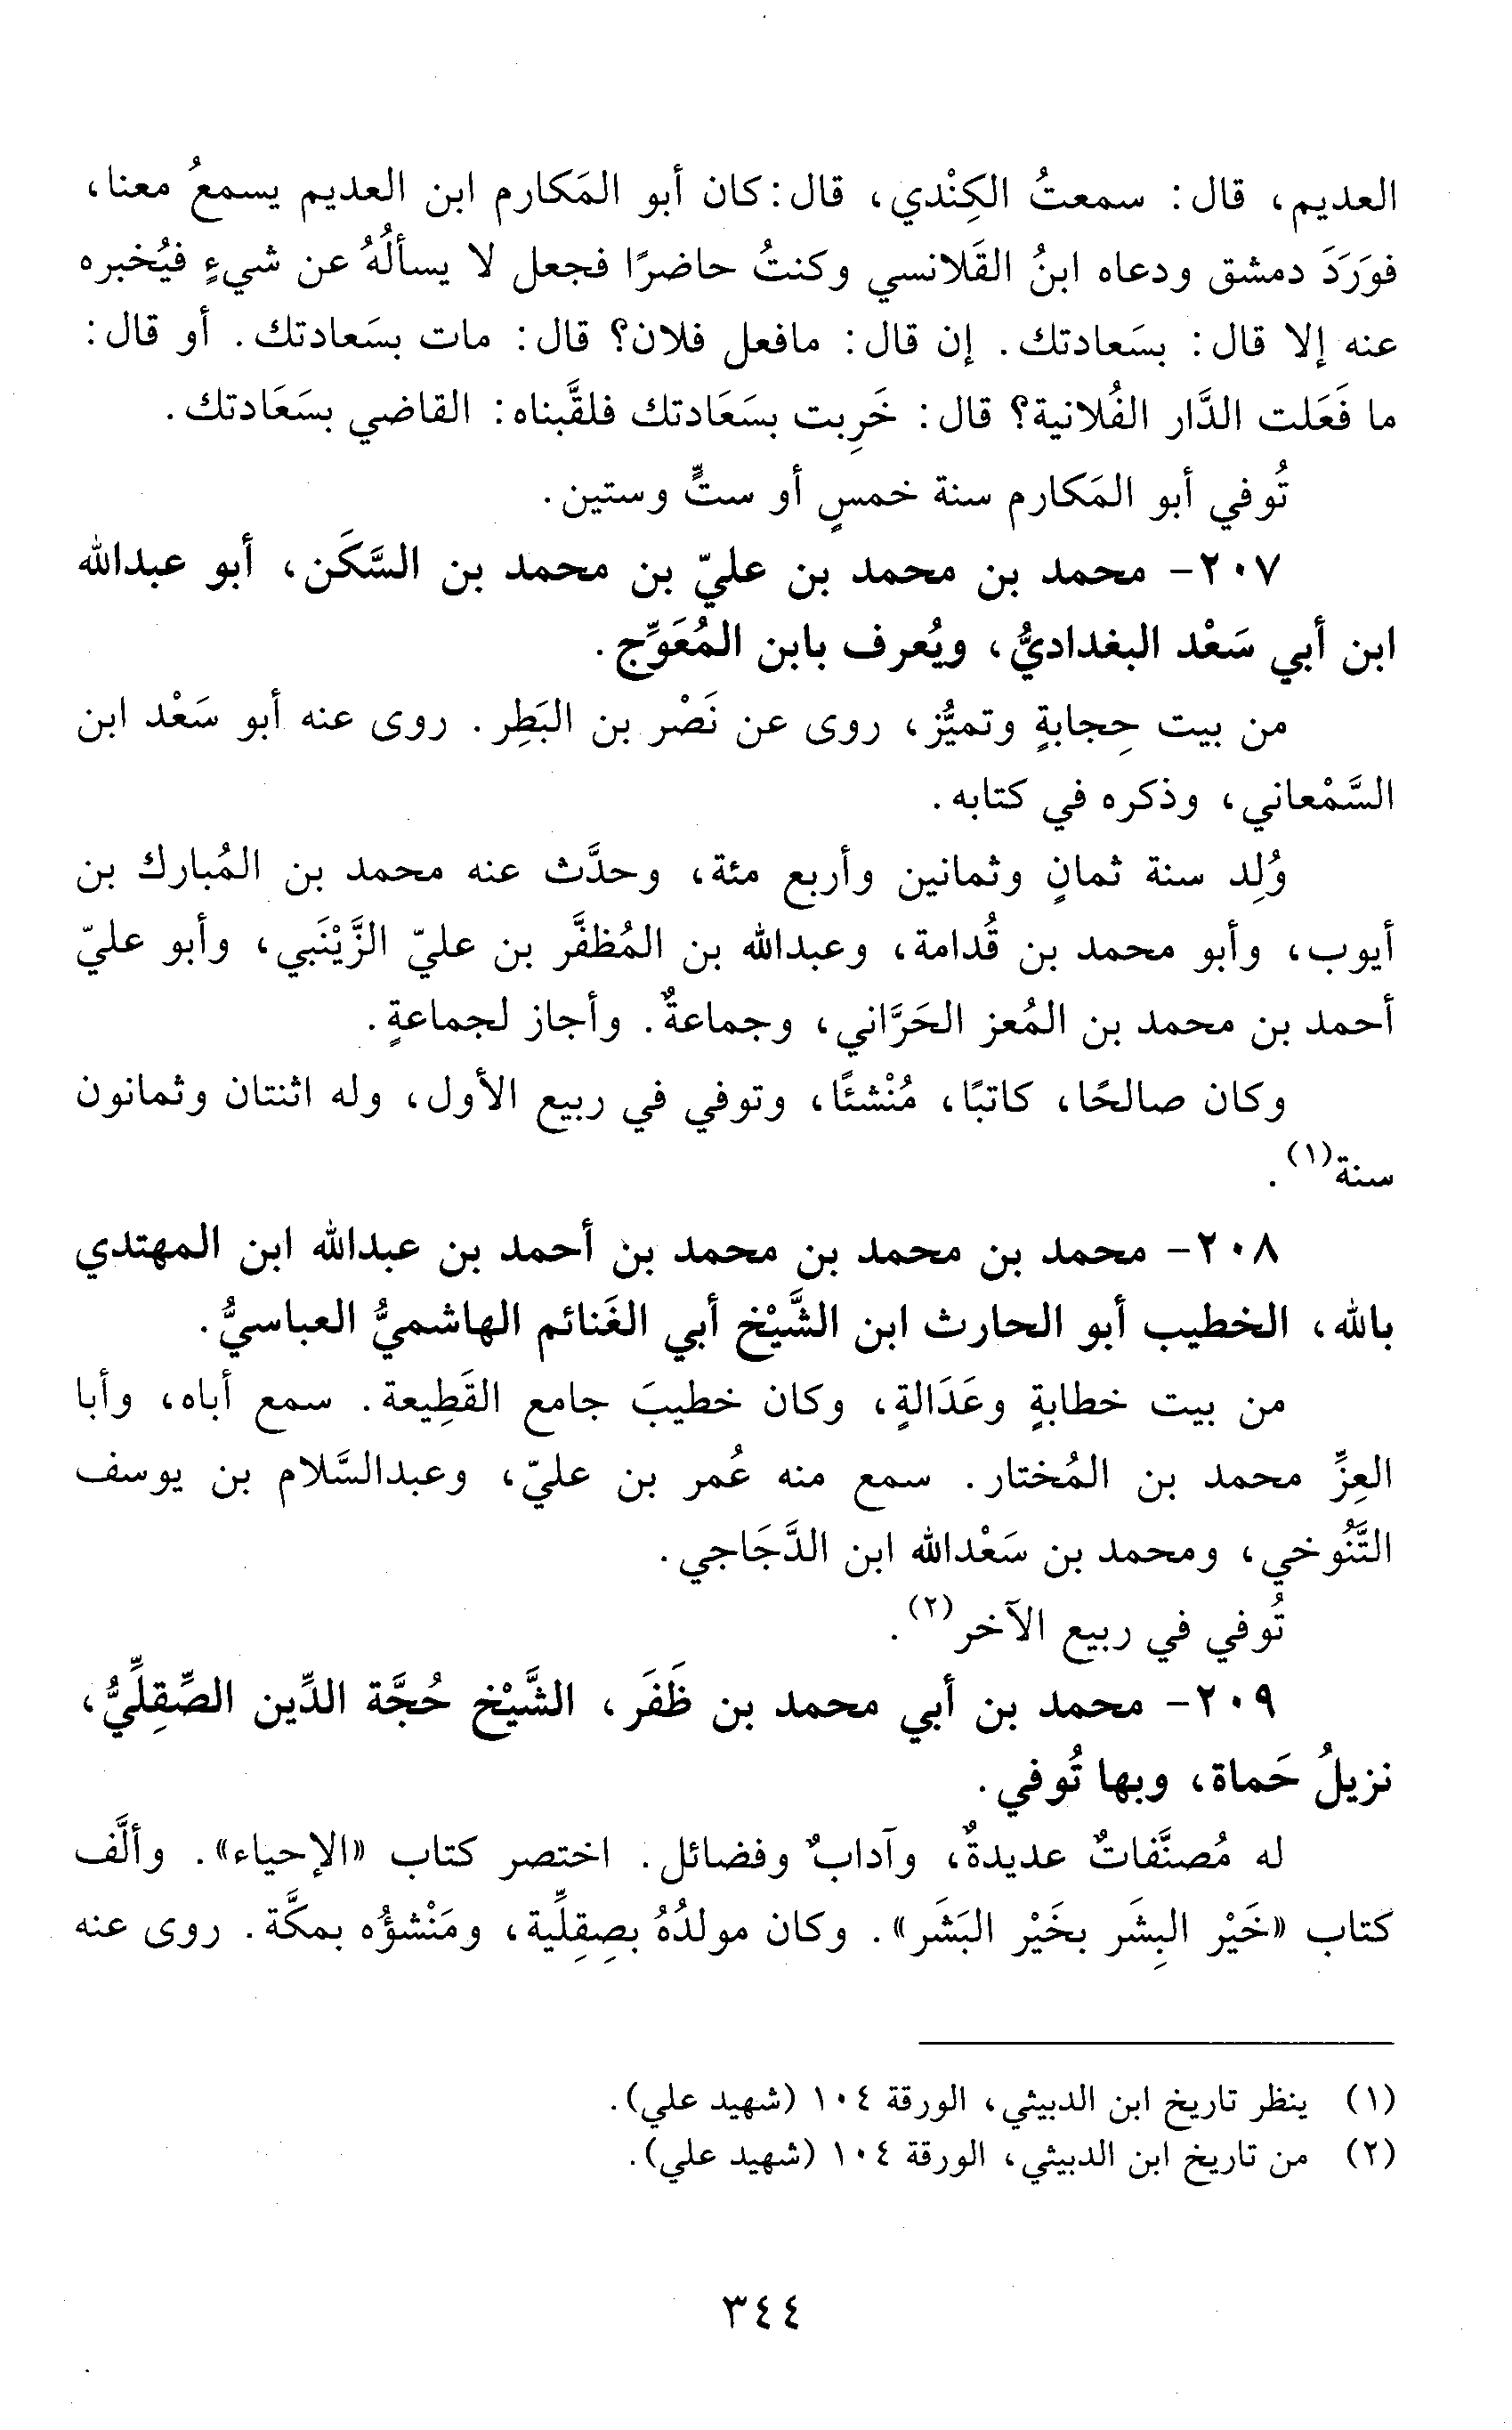 العديم، قال: سمعتُ الكِنْدي، قال: كان أبو المَكارم ابن العديم يسمعُ معنا،
فوَرَدَ دمشق ودعاه ابنُ القَلانسي وكنتُ حاضرًا فجعل لا يسألُهُ عن شيءٍ فيُخبره
عنه إلا قال: بسَعادتك. إن قال: مافعل فلان؟ قال: مات بسَعادتك. أو قال:
ما فَعَلت الدَّار الفُلانية؟ قال: خَرِبت بسَعَادتك فلقَّبناه: القاضي بسَعَادتك.
تُوفي أبو المَكارم سنة خمسٍ أو ستٍّ وستين.
٢٠٧- محمد بن محمد بن عليّ بن محمد بن السَّكَن، أبو عبدالله
ابن أبي سَعْد البغداديُّ، ويُعرف بابن المُعَوِّج.
من بيت حِجابةٍ وتميُّز، روى عن نَصْر بن البَطِر. روى عنه أبو سَعْد ابن
السَّمْعاني، وذكره في كتابه.
وُلِد سنة ثمانٍ وثمانين وأربع مئة، وحدَّث عنه محمد بن المُبارك بن
أيوب، وأبو محمد بن قُدامة، وعبدالله بن المُظفَّر بن عليّ الزَّيْنَبي، وأبو عليّ
أحمد بن محمد بن المُعز الحَرَّاني، وجماعةٌ. وأجاز لجماعةٍ.
وكان صالحًا، كاتبًا، مُنْشئًا، وتوفي في ربيع الأول، وله اثنتان وثمانون
سنة(١).
٢٠٨- محمد بن محمد بن محمد بن أحمد بن عبدالله ابن المهتدي
بالله، الخطيب أبو الحارث ابن الشَّيْخ أبي الغَنائم الهاشميُّ العباسيُّ.
من بيت خطابةٍ وعَدَالةٍ، وكان خطيبَ جامع القَطِيعة. سمع أباه، وأبا
العِزِّ محمد بن المُختار. سمع منه عُمر بن عليّ، وعبدالسَّلام بن يوسف
التَّنُوخي، ومحمد بن سَعْدالله ابن الدَّجَاجي.
تُوفي في ربيع الآخر(٢).
٢٠٩- محمد بن أبي محمد بن ظَفَر، الشَّيْخ حُجَّة الدِّين الصِّقِلِّيُّ،
نزيلُ حَماة، وبها تُوفي.
له مُصنَّفاتٌ عديدةٌ، وآدابٌ وفضائل. اختصر كتاب «الإحياء». وألَّف
كتاب «خَيْر البِشَر بخَيْر البَشَر». وكان مولدُهُ بصِقِلِّية، ومَنْشؤُه بمكَّة. روى عنه
(١) ينظر تاريخ ابن الدبيثي، الورقة ١٠٤ (شهيد علي).
(٢) من تاريخ ابن الدبيثي، الورقة ١٠٤ (شهيد علي).
٣٤٤